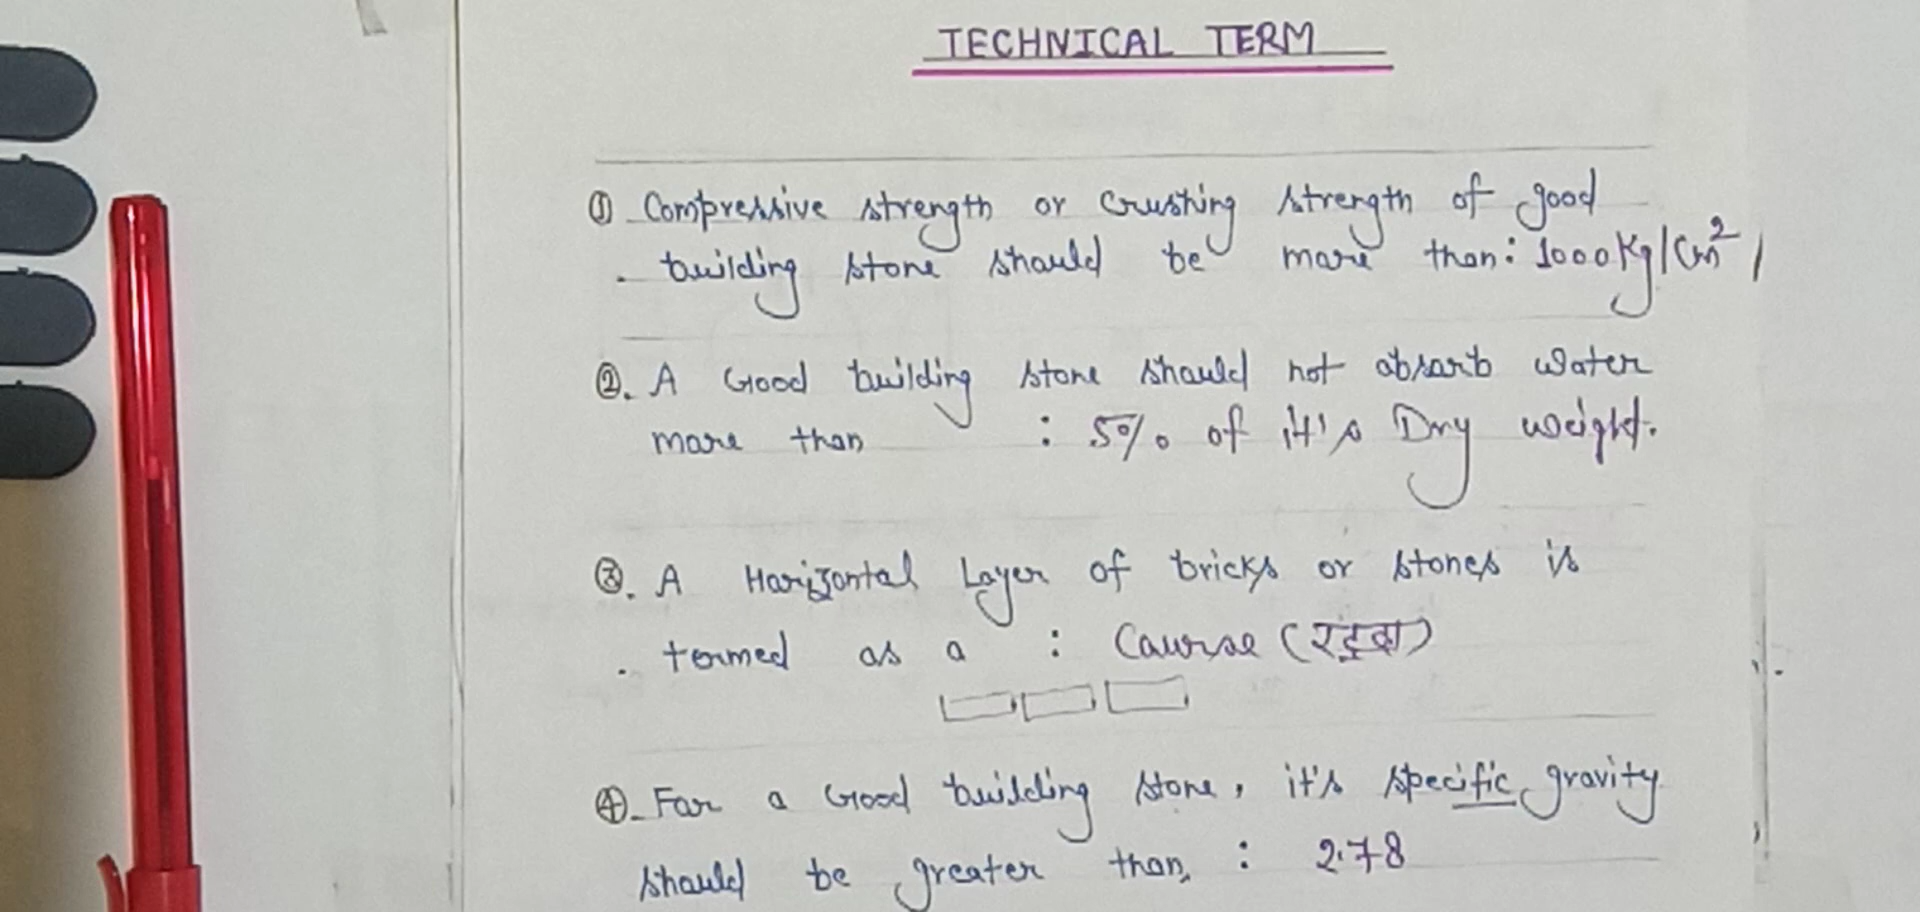 TECHNICAL TERM
① Compressive strength or Crushing strength of good
building stone should be more than: 1000 Kg/Cm²
②. A Good building stone should not absorb water
more than : 5% of it's Dry weight.
③. A Horizontal Layer of bricks or stones is
termed as a : Course (रद्दा)
④. For a Good building stone, it's specific gravity
should be greater than, : 2.78